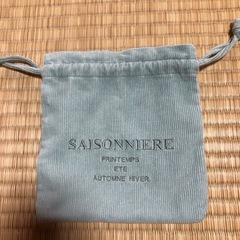 SAISONNIERE
PRINTEMPS
ETE
AUTOMNE HIVER.